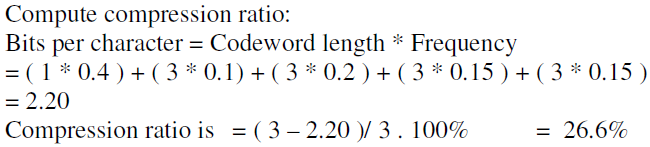 Compute compression ratio:
Bits per character = Codeword length * Frequency
= ( 1 * 0.4 ) + ( 3 * 0.1) + ( 3 * 0.2 ) + ( 3 * 0.15 ) + ( 3 * 0.15 )
= 2.20
Compression ratio is = ( 3 – 2.20 )/ 3 . 100% = 26.6%